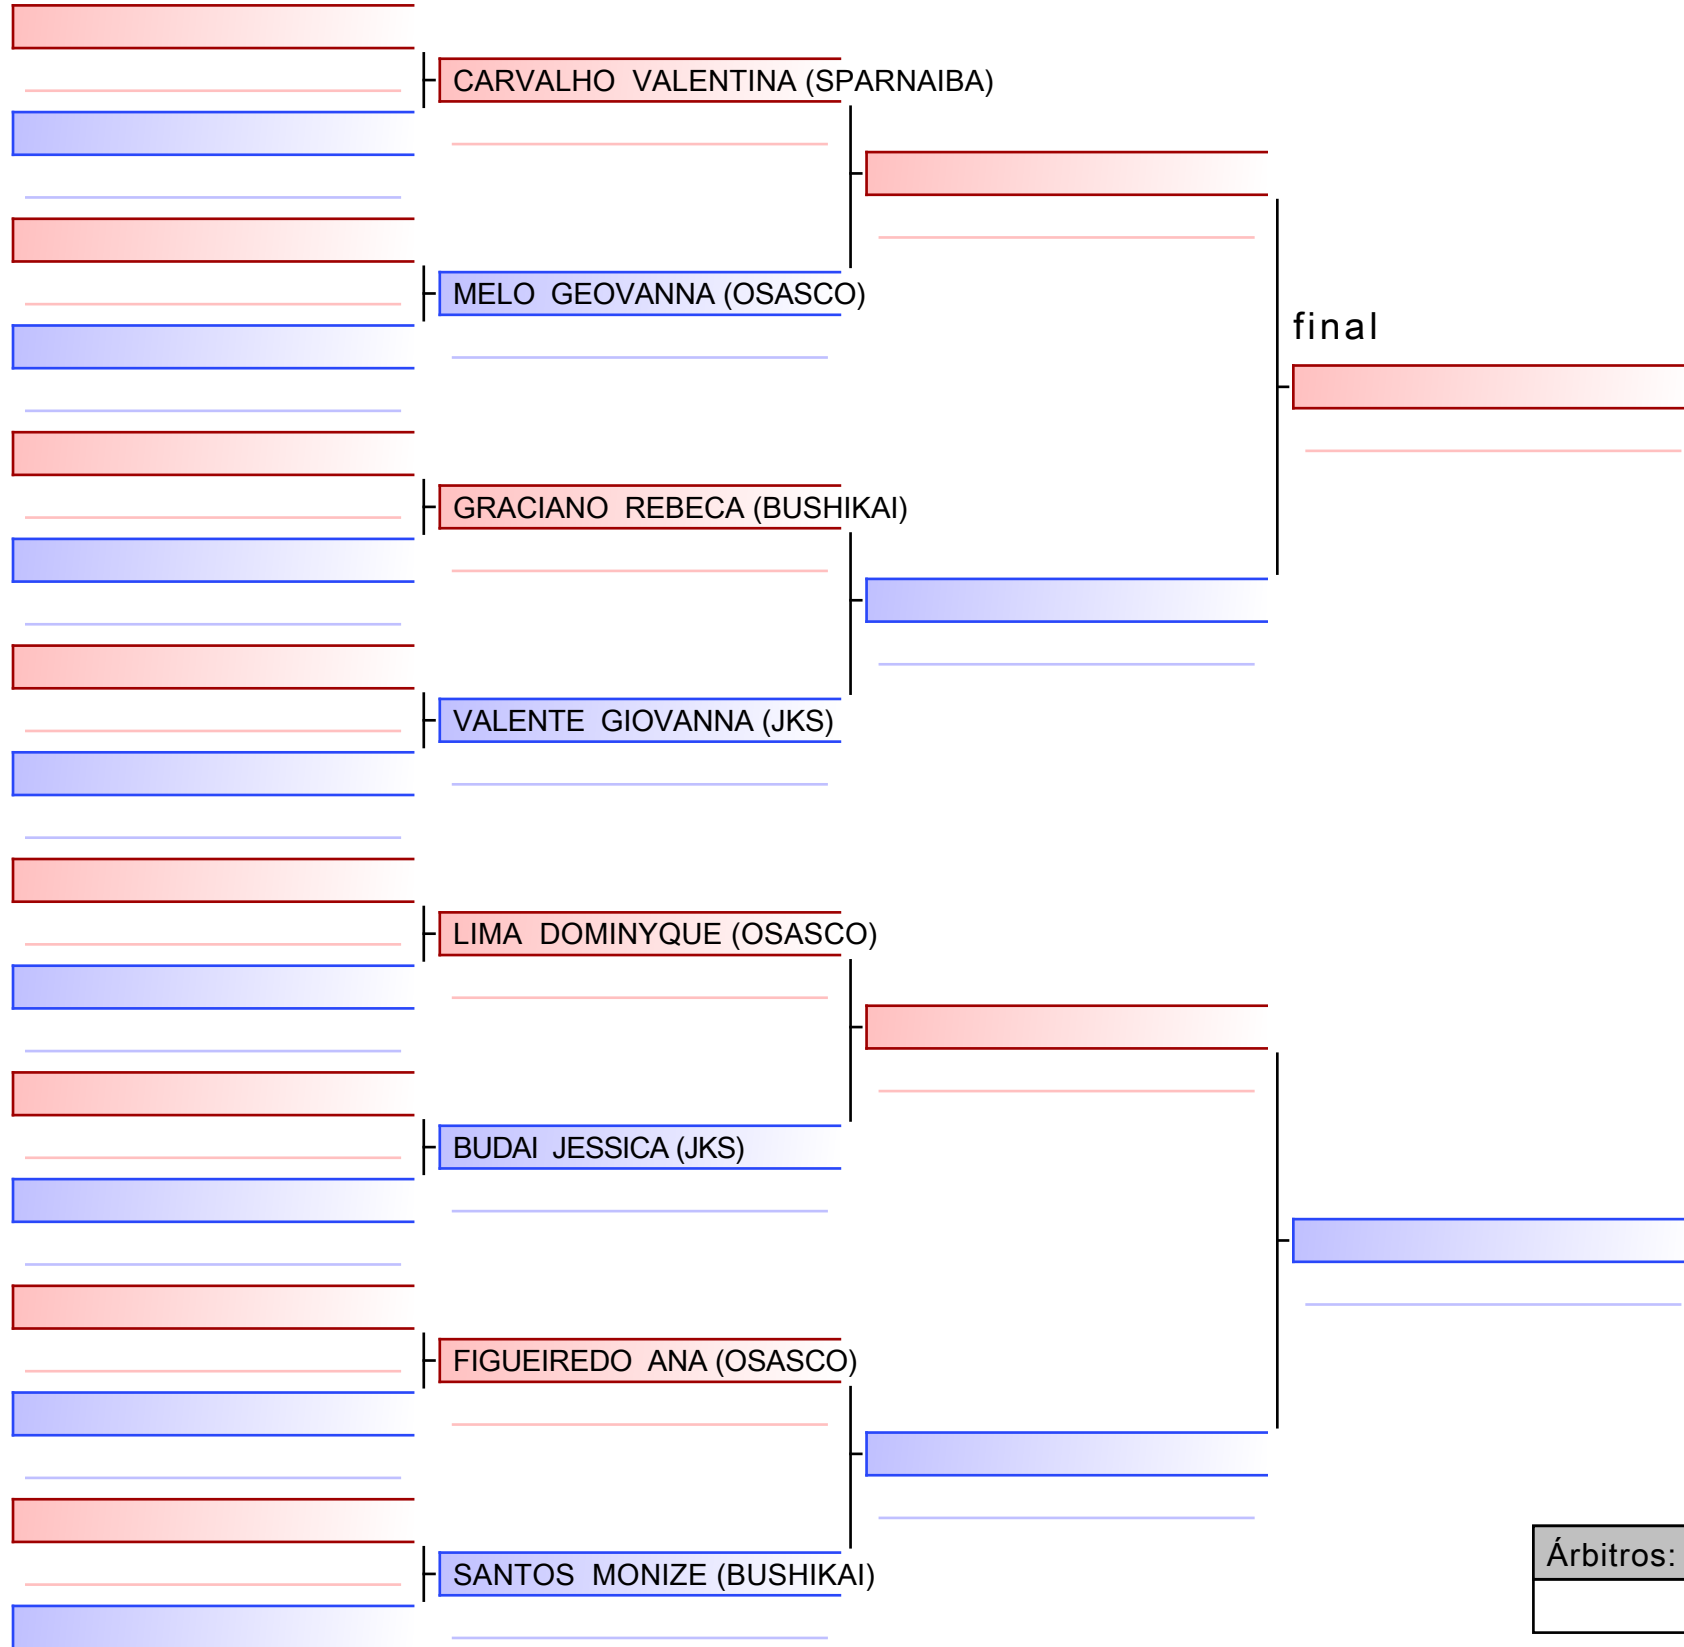 CARVALHO  VALENTINA (SPARNAIBA)
MELO  GEOVANNA (OSASCO)
final
GRACIANO  REBECA (BUSHIKAI)
VALENTE  GIOVANNA (JKS)
LIMA  DOMINYQUE (OSASCO)
BUDAI  JESSICA (JKS)
FIGUEIREDO  ANA (OSASCO)
SANTOS  MONIZE (BUSHIKAI)
Árbitros: